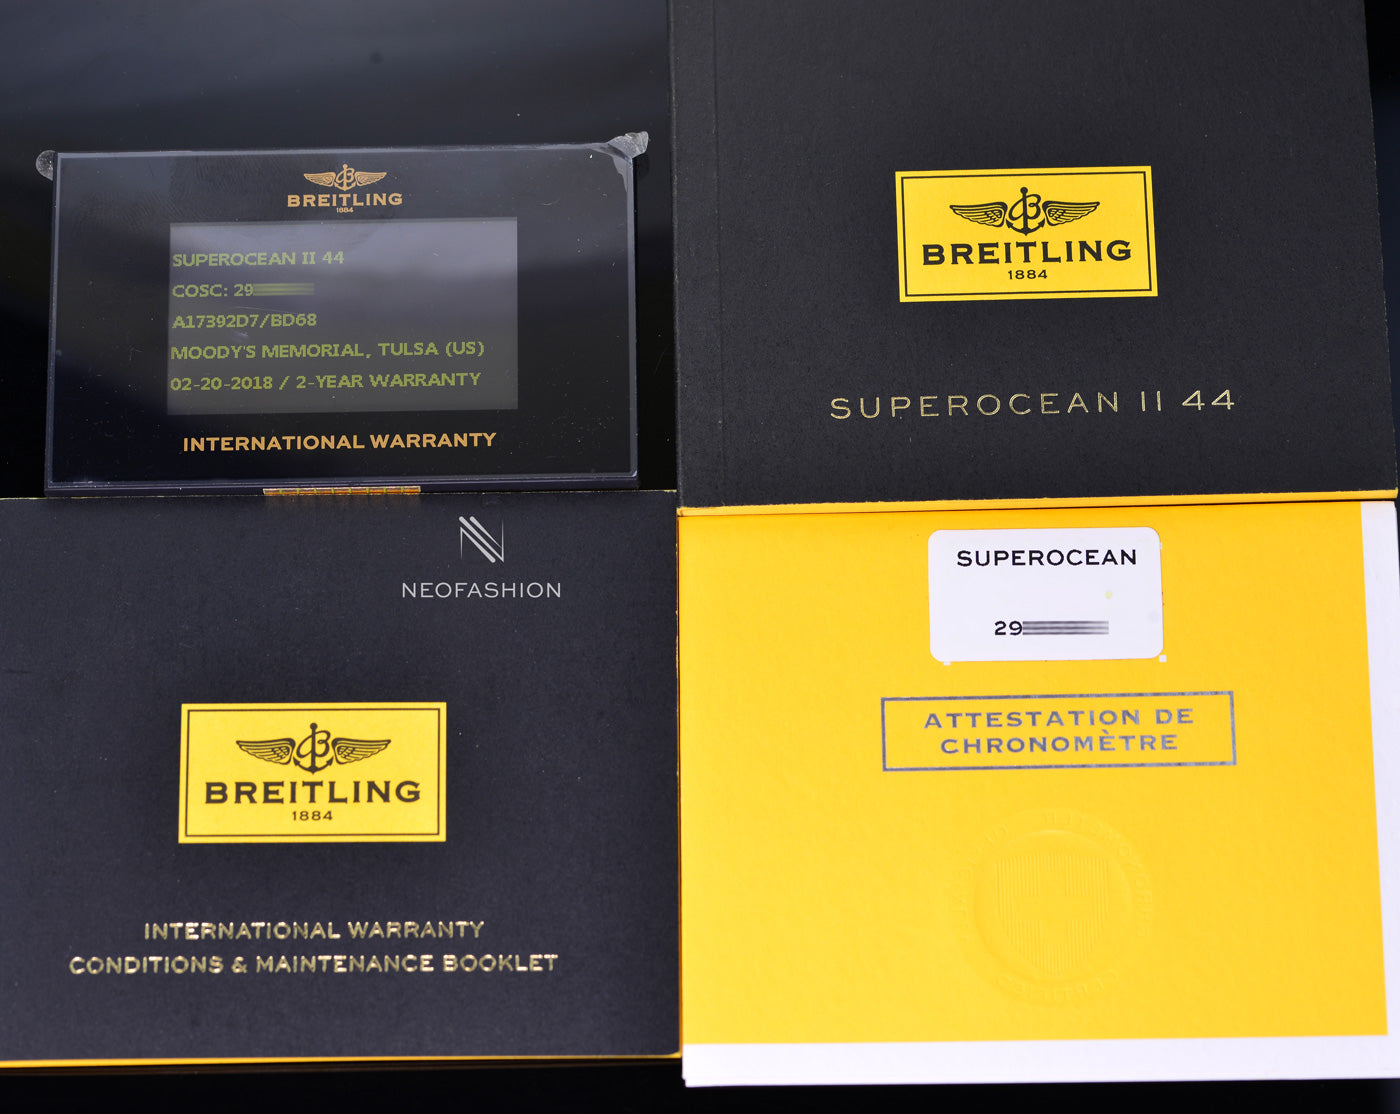 BREITLING
1884
SUPEROCEAN II 44
COSC: 29
A17392D7/BD68
MOODY'S MEMORIAL, TULSA (US)
02-20-2018 / 2-YEAR WARRANTY
INTERNATIONAL WARRANTY
BREITLING
1884
SUPEROCEAN II 44
NEOFASHION
BREITLING
1884
INTERNATIONAL WARRANTY
CONDITIONS & MAINTENANCE BOOKLET
SUPEROCEAN
29
ATTESTATION DE
CHRONOMÈTRE